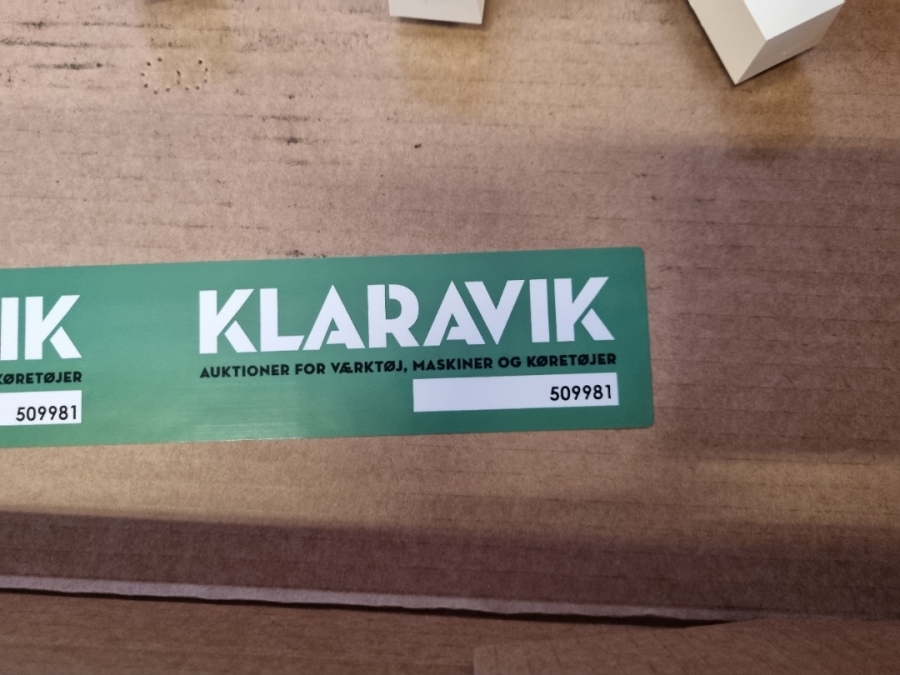 IK
KØRETØJER
509981
KLARAVIK
AUKTIONER FOR VÆRKTØJ, MASKINER OG KØRETØJER
509981